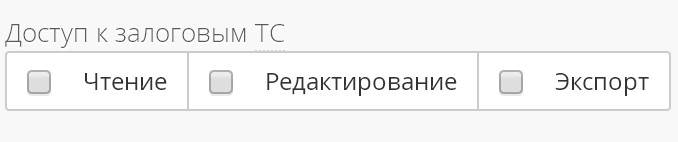 Доступ к залоговым ТС
Чтение Редактирование Экспорт